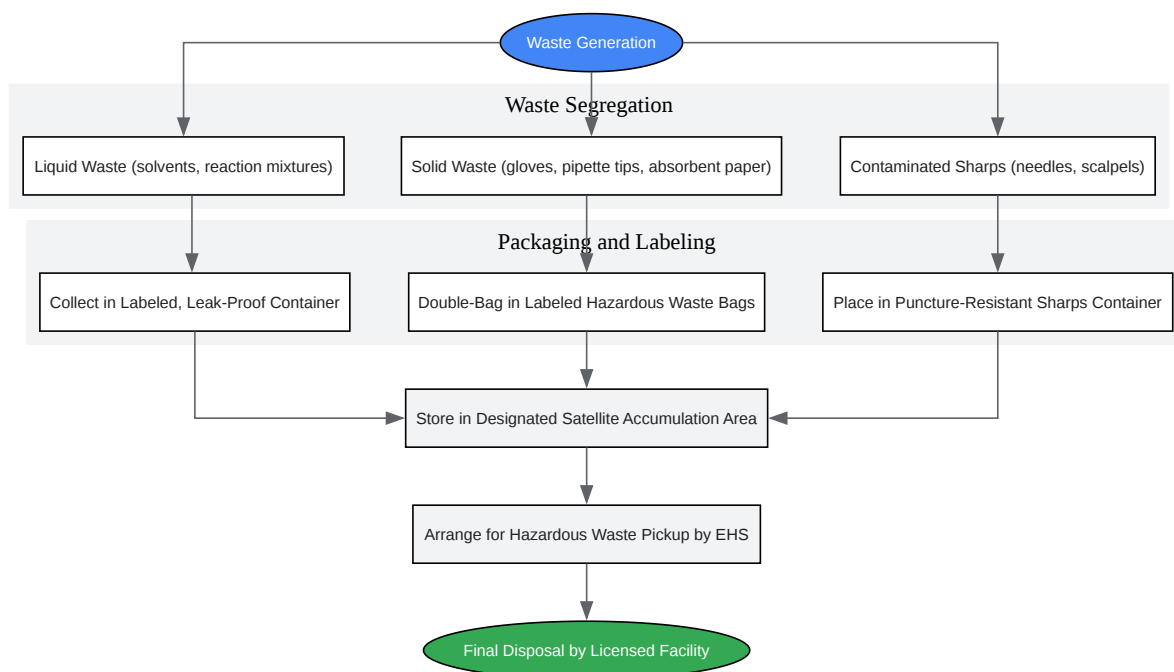 Waste Generation
Waste Segregation
Liquid Waste (solvents, reaction mixtures)
Solid Waste (gloves, pipette tips, absorbent paper)
Contaminated Sharps (needles, scalpels)
Packaging and Labeling
Collect in Labeled, Leak-Proof Container
Double-Bag in Labeled Hazardous Waste Bags
Place in Puncture-Resistant Sharps Container
Store in Designated Satellite Accumulation Area
Arrange for Hazardous Waste Pickup by EHS
Final Disposal by Licensed Facility